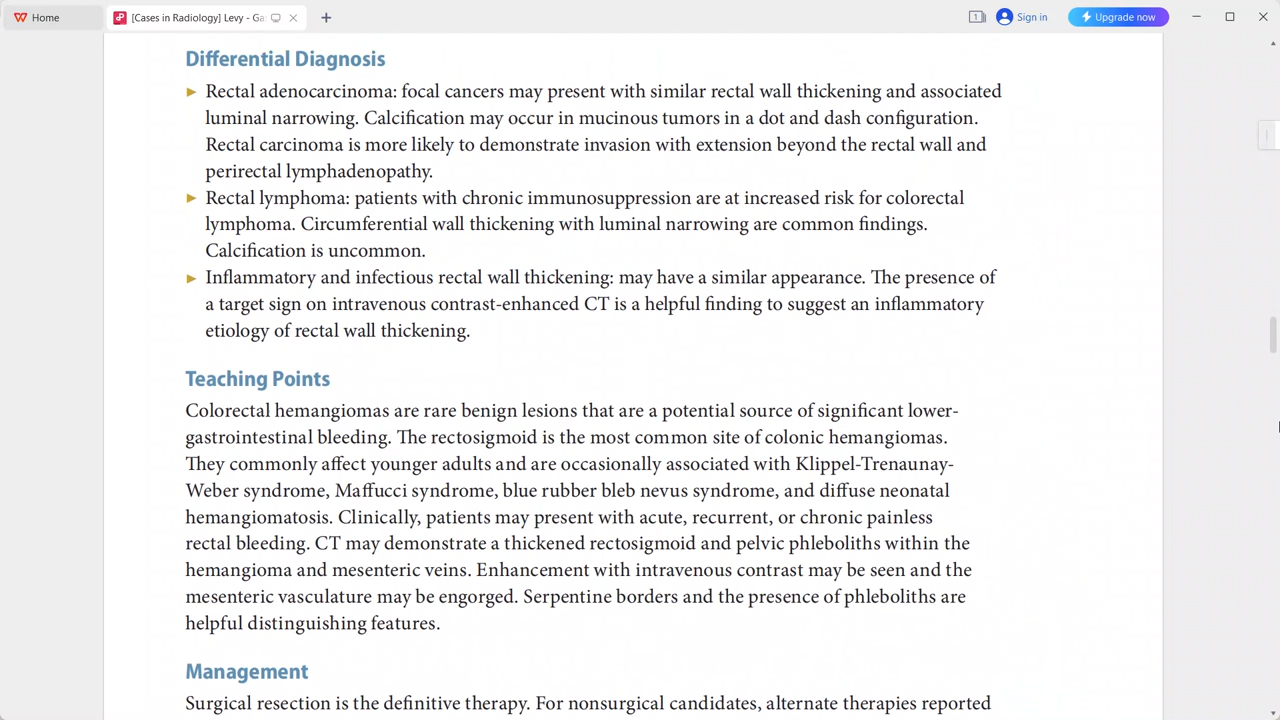 Home
[Cases in Radiology] Levy - Ga
1
Sign in
Upgrade now
Differential Diagnosis
► Rectal adenocarcinoma: focal cancers may present with similar rectal wall thickening and associated
luminal narrowing. Calcification may occur in mucinous tumors in a dot and dash configuration.
Rectal carcinoma is more likely to demonstrate invasion with extension beyond the rectal wall and
perirectal lymphadenopathy.
► Rectal lymphoma: patients with chronic immunosuppression are at increased risk for colorectal
lymphoma. Circumferential wall thickening with luminal narrowing are common findings.
Calcification is uncommon.
► Inflammatory and infectious rectal wall thickening: may have a similar appearance. The presence of
a target sign on intravenous contrast-enhanced CT is a helpful finding to suggest an inflammatory
etiology of rectal wall thickening.
Teaching Points
Colorectal hemangiomas are rare benign lesions that are a potential source of significant lower-
gastrointestinal bleeding. The rectosigmoid is the most common site of colonic hemangiomas.
They commonly affect younger adults and are occasionally associated with Klippel-Trenaunay-
Weber syndrome, Maffucci syndrome, blue rubber bleb nevus syndrome, and diffuse neonatal
hemangiomatosis. Clinically, patients may present with acute, recurrent, or chronic painless
rectal bleeding. CT may demonstrate a thickened rectosigmoid and pelvic phleboliths within the
hemangioma and mesenteric veins. Enhancement with intravenous contrast may be seen and the
mesenteric vasculature may be engorged. Serpentine borders and the presence of phleboliths are
helpful distinguishing features.
Management
Surgical resection is the definitive therapy. For nonsurgical candidates, alternate therapies reported